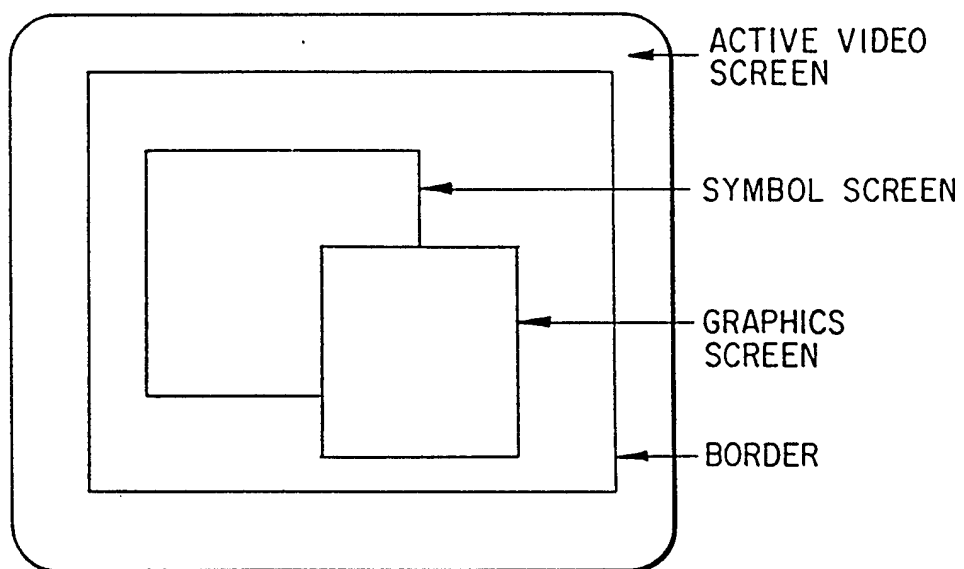 ACTIVE VIDEO
SCREEN
SYMBOL SCREEN
GRAPHICS
SCREEN
BORDER